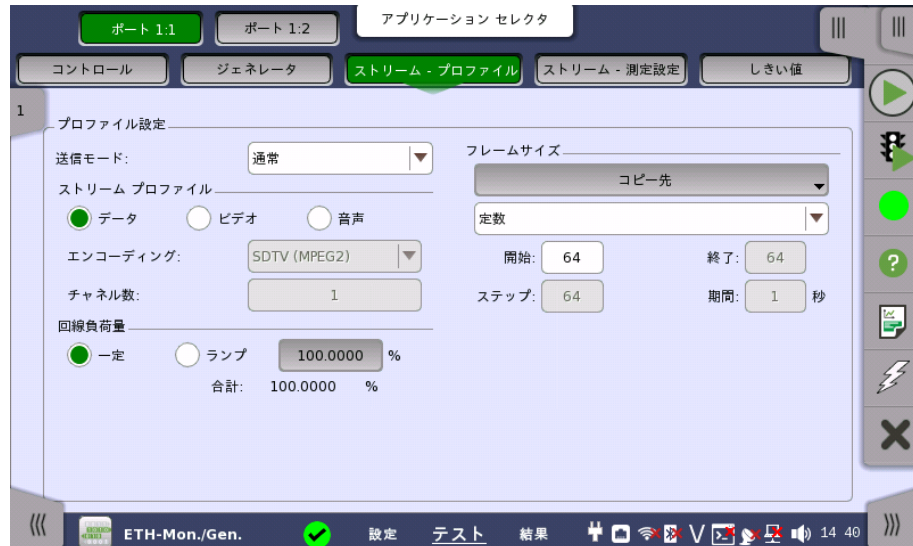 アプリケーション セレクタ
ポート 1:1 ポート 1:2
コントロール ジェネレータ ストリーム - プロファイル ストリーム - 測定設定 しきい値
1
プロファイル設定
送信モード: 通常
ストリーム プロファイル
データ ビデオ 音声
エンコーディング: SDTV (MPEG2)
チャネル数: 1
回線負荷量
一定 ランプ 100.0000 %
合計: 100.0000 %
フレームサイズ
コピー先
定数
開始: 64 終了: 64
ステップ: 64 期間: 1 秒
ETH-Mon./Gen. 設定 テスト 結果 14 40